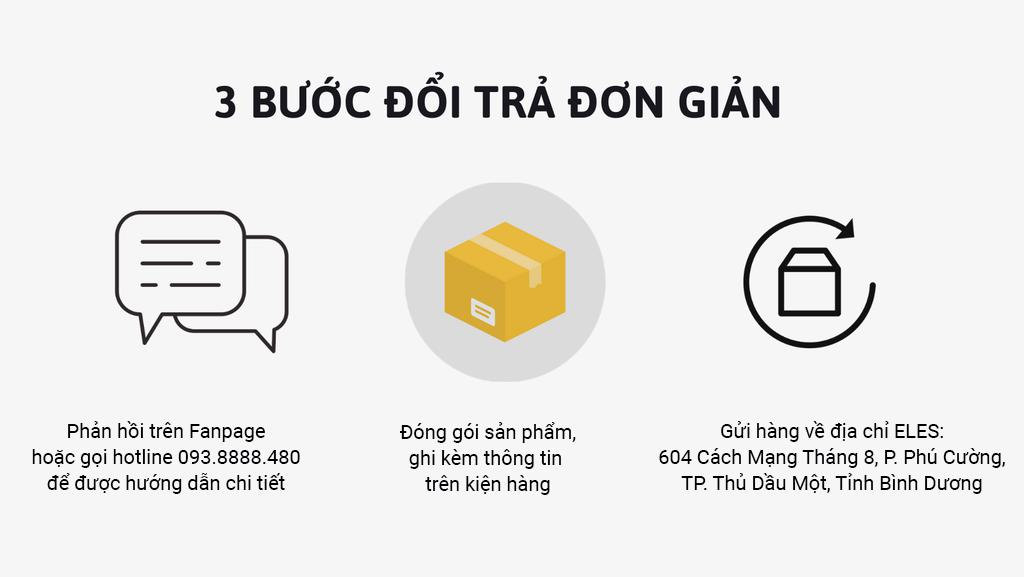 3 BƯỚC ĐỔI TRẢ ĐƠN GIẢN
Phản hồi trên Fanpage
hoặc gọi hotline 093.8888.480
để được hướng dẫn chi tiết
Đóng gói sản phẩm,
ghi kèm thông tin
trên kiện hàng
Gửi hàng về địa chỉ ELES:
604 Cách Mạng Tháng 8, P. Phú Cường,
TP. Thủ Dầu Một, Tỉnh Bình Dương